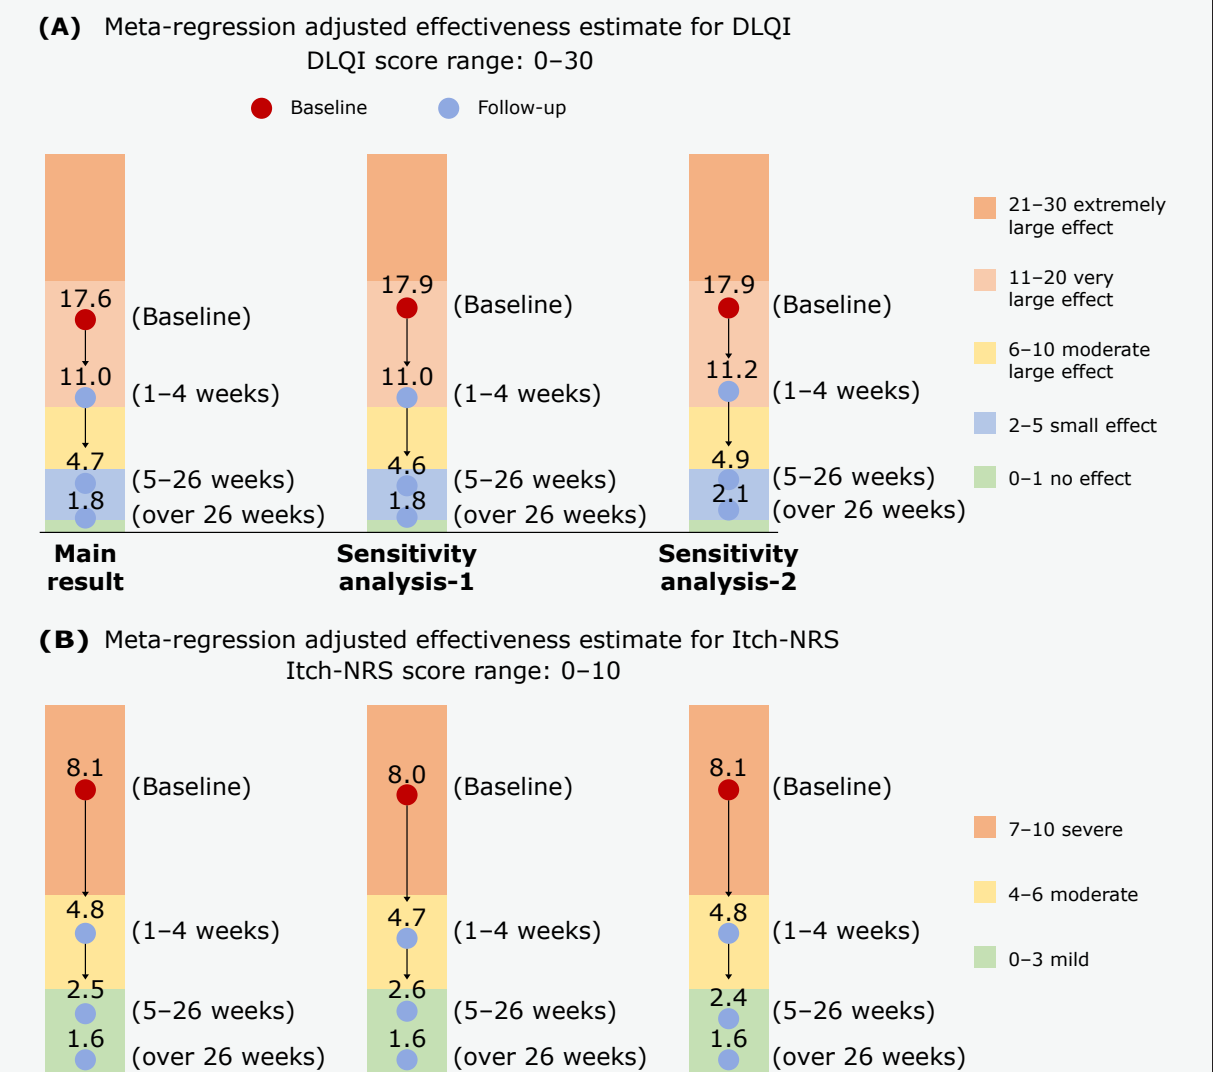 (A) Meta-regression adjusted effectiveness estimate for DLQI
DLQI score range: 0–30
Baseline
Follow-up
17.6
(Baseline)
11.0
(1–4 weeks)
4.7
(5–26 weeks)
1.8
(over 26 weeks)
Main
result
17.9
(Baseline)
11.0
(1–4 weeks)
4.6
(5–26 weeks)
1.8
(over 26 weeks)
Sensitivity
analysis-1
17.9
(Baseline)
11.2
(1–4 weeks)
4.9
(5–26 weeks)
2.1
(over 26 weeks)
Sensitivity
analysis-2
21–30 extremely
large effect
11–20 very
large effect
6–10 moderate
large effect
2–5 small effect
0–1 no effect
(B) Meta-regression adjusted effectiveness estimate for Itch-NRS
Itch-NRS score range: 0–10
8.1
(Baseline)
4.8
(1–4 weeks)
2.5
(5–26 weeks)
1.6
(over 26 weeks)
8.0
(Baseline)
4.7
(1–4 weeks)
2.6
(5–26 weeks)
1.6
(over 26 weeks)
8.1
(Baseline)
4.8
(1–4 weeks)
2.4
(5–26 weeks)
1.6
(over 26 weeks)
7–10 severe
4–6 moderate
0–3 mild